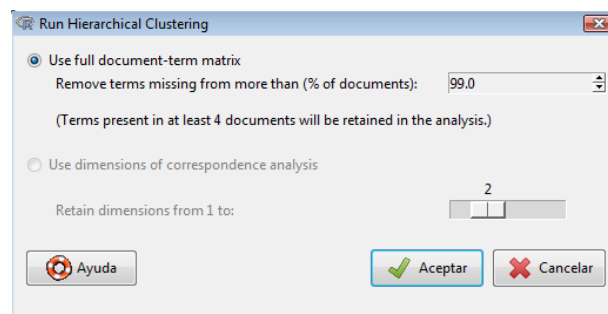 Run Hierarchical Clustering
Use full document-term matrix
Remove terms missing from more than (% of documents): 99.0
(Terms present in at least 4 documents will be retained in the analysis.)
Use dimensions of correspondence analysis
2
Retain dimensions from 1 to:
Ayuda Aceptar Cancelar